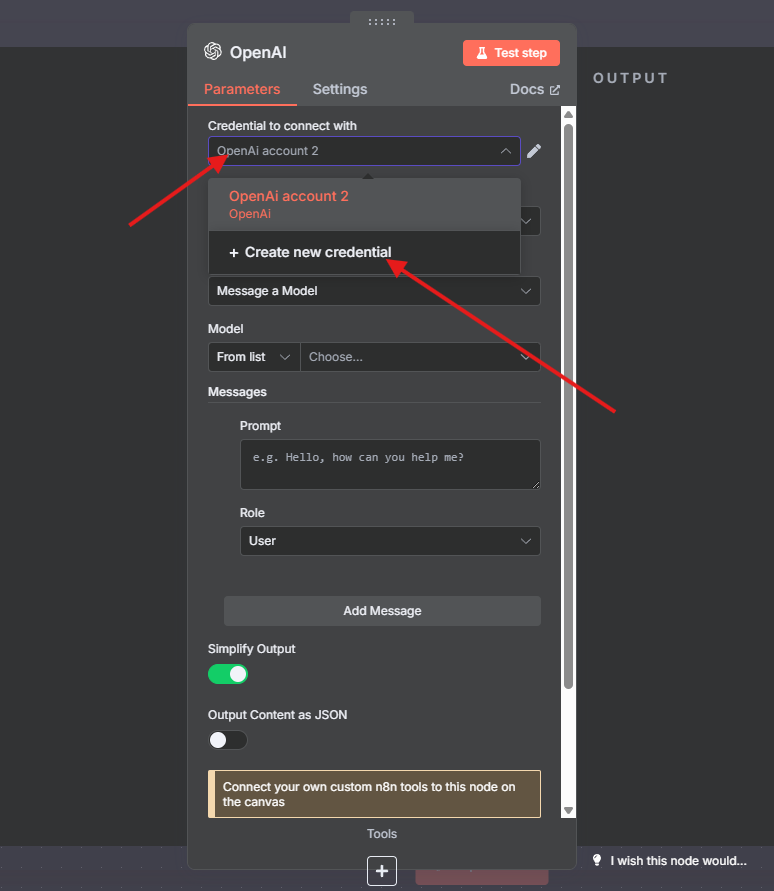 OpenAI
Test step
OUTPUT
Parameters
Settings
Docs
Credential to connect with
OpenAi account 2
OpenAi account 2
OpenAi
+ Create new credential
Message a Model
Model
From list
Choose...
Messages
Prompt
e.g. Hello, how can you help me?
Role
User
Add Message
Simplify Output
Output Content as JSON
Connect your own custom n8n tools to this node on
the canvas
Tools
I wish this node would...